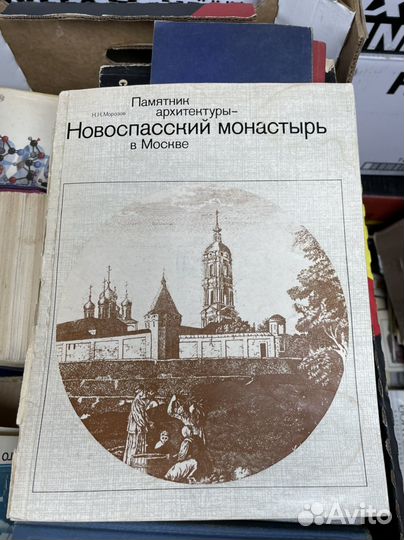 Н.Н.Морозов
Памятник
архитектуры-
Новоспасский монастырь
в Москве
Avito